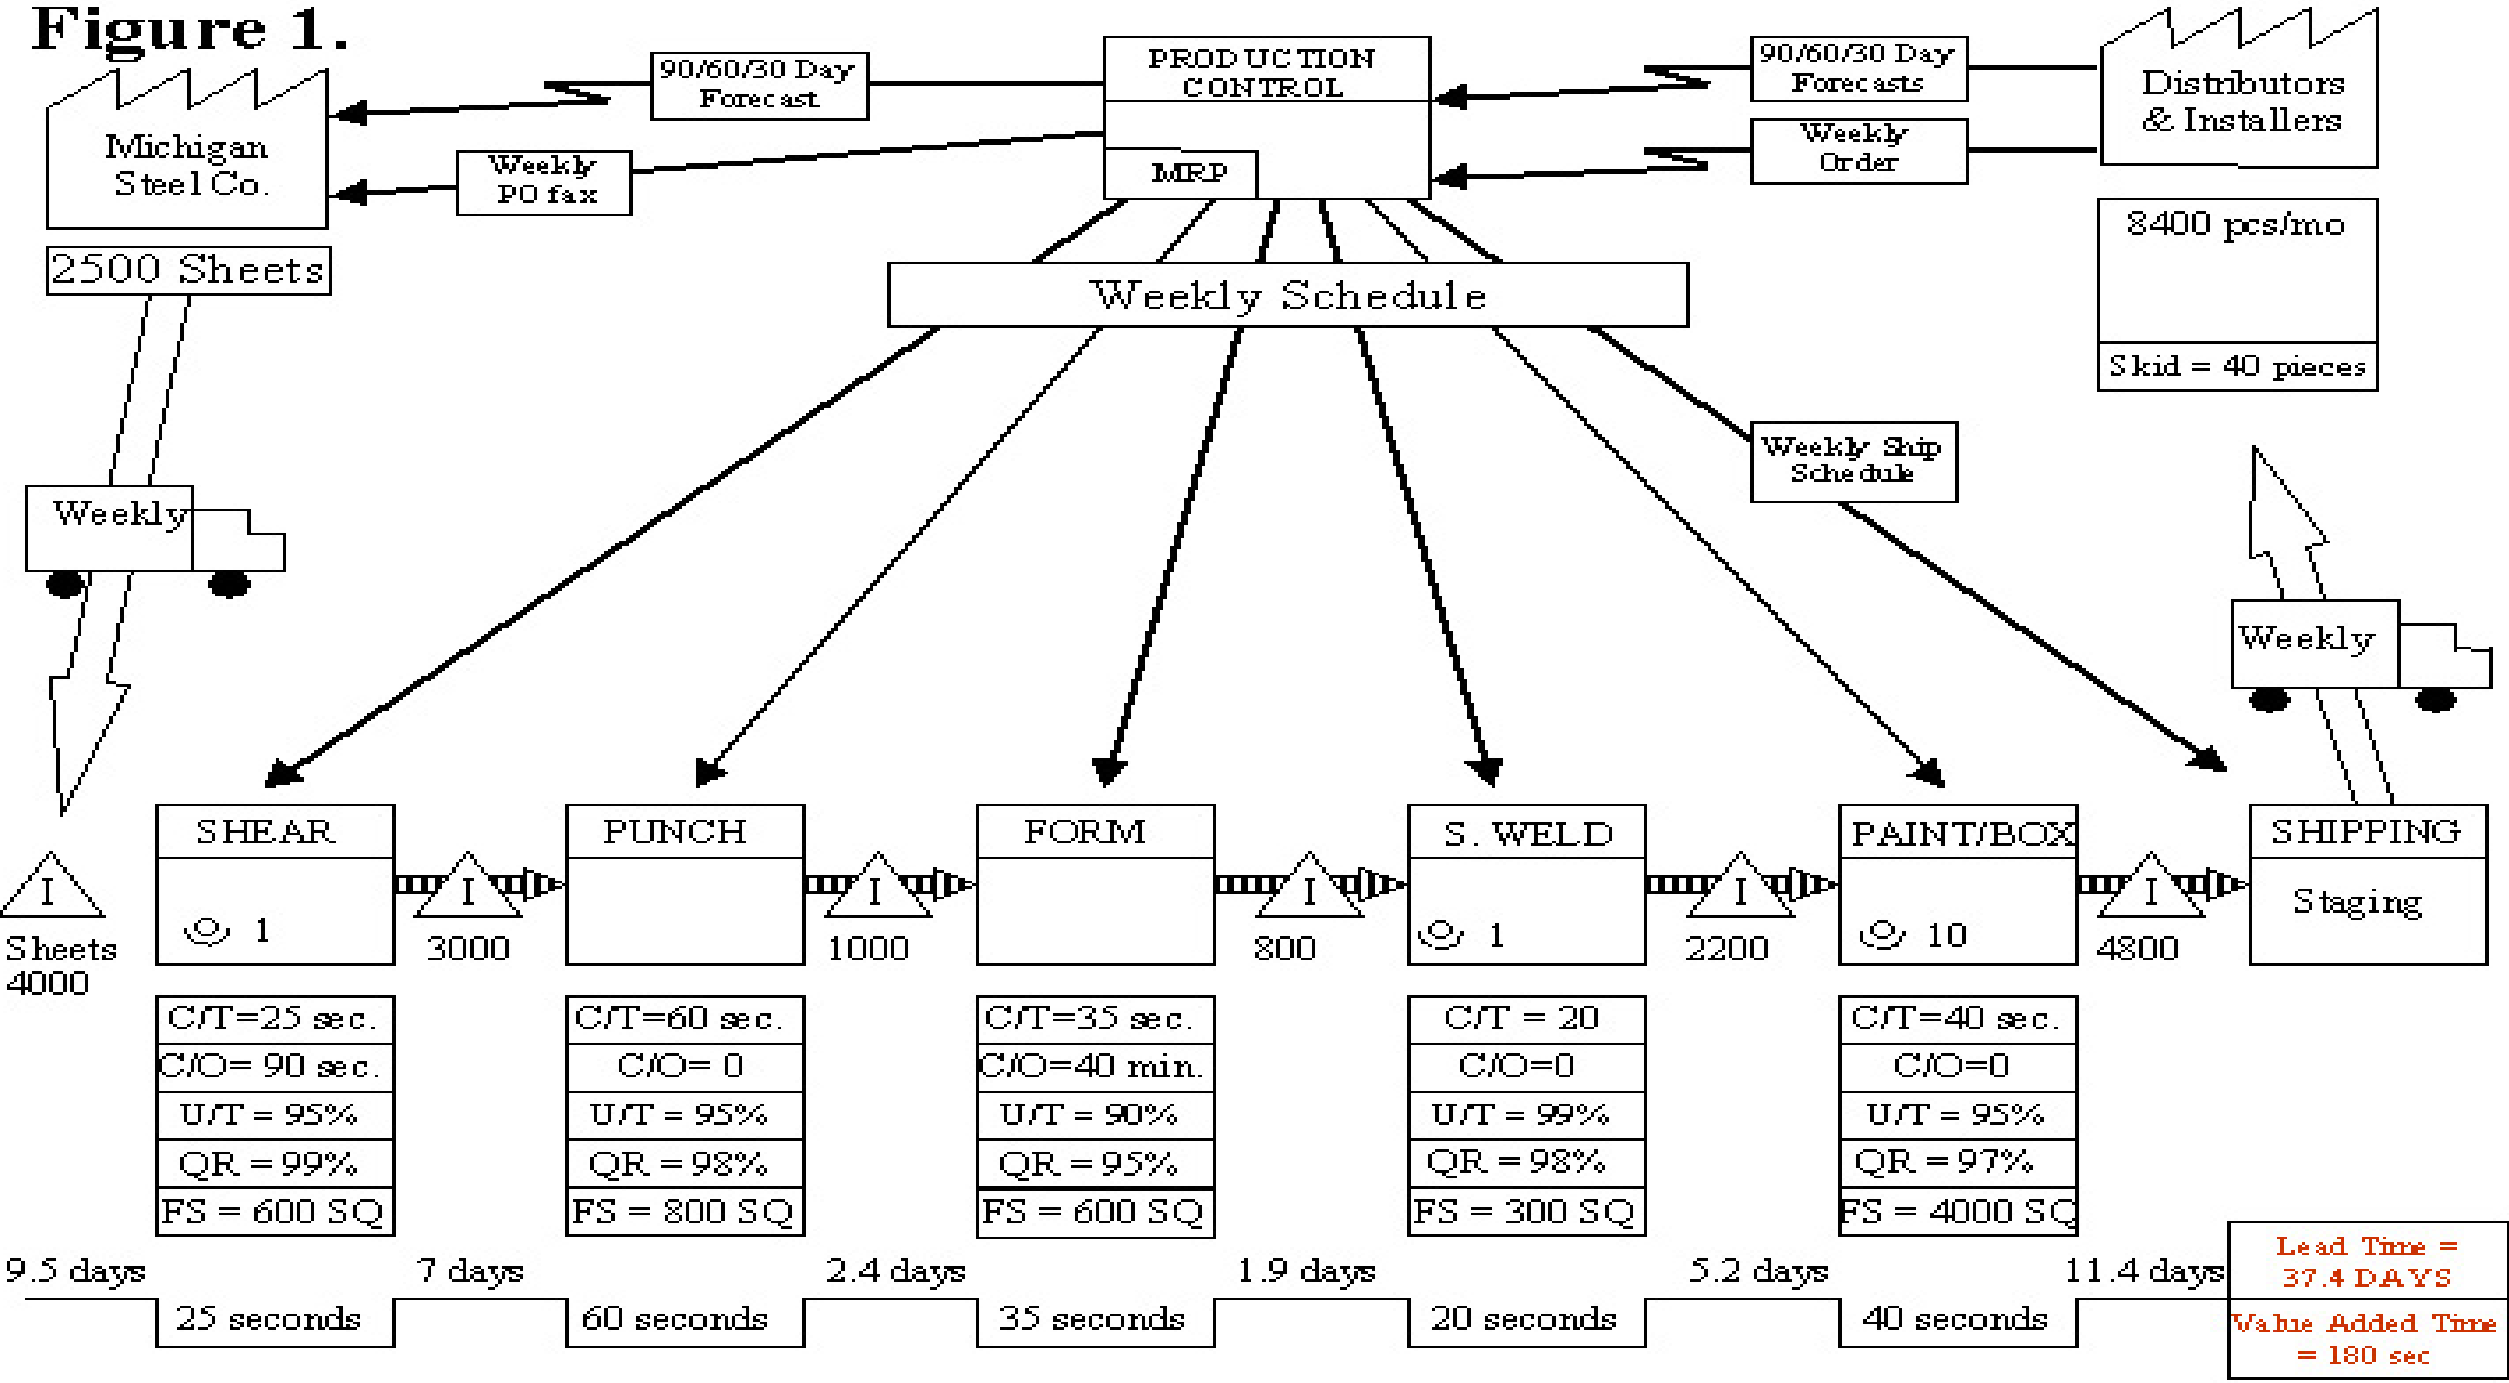 Figure 1.
Michigan
Steel Co.
90/60/30 Day
Forecast
Weekly
PO fax
PRODUCTION
CONTROL
MRP
90/60/30 Day
Forecasts
Weekly
Order
Distributors
& Installers
2500 Sheets
Weekly Schedule
8400 pcs/mo
Skid = 40 pieces
Weekly
Weekly Ship
Schedule
Weekly
I
Sheets
4000
SHEAR
1
I
3000
PUNCH
I
1000
FORM
I
800
S. WELD
1
I
2200
PAINT/BOX
10
I
4800
SHIPPING
Staging
C/T=25 sec.
C/O= 90 sec.
U/T = 95%
QR = 99%
FS = 600 SQ
C/T=60 sec.
C/O= 0
U/T = 95%
QR = 98%
FS = 800 SQ
C/T=35 sec.
C/O=40 min.
U/T = 90%
QR = 95%
FS = 600 SQ
C/T = 20
C/O=0
U/T = 99%
QR = 98%
FS = 300 SQ
C/T=40 sec.
C/O=0
U/T = 95%
QR = 97%
FS = 4000 SQ
9.5 days
25 seconds
7 days
60 seconds
2.4 days
35 seconds
1.9 days
20 seconds
5.2 days
40 seconds
11.4 days
Lead Time =
37.4 DAYS
Value Added Time
= 180 sec